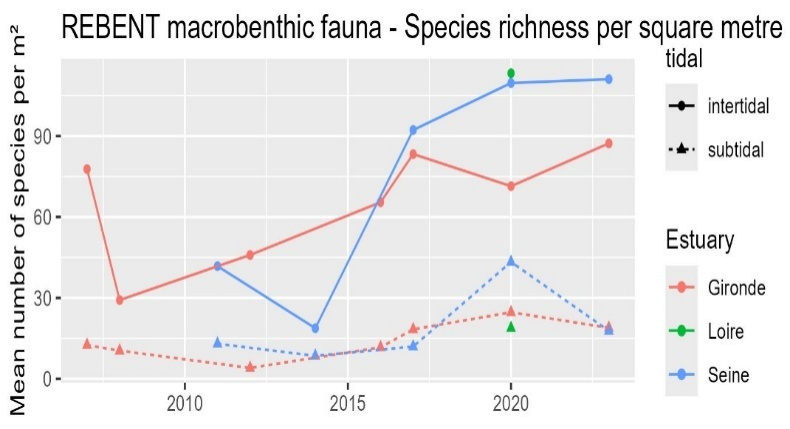 REBENT macrobenthic fauna - Species richness per square metre
Mean number of species per m²
90
60
30
0
2010
2015
2020
tidal
intertidal
subtidal
Estuary
Gironde
Loire
Seine